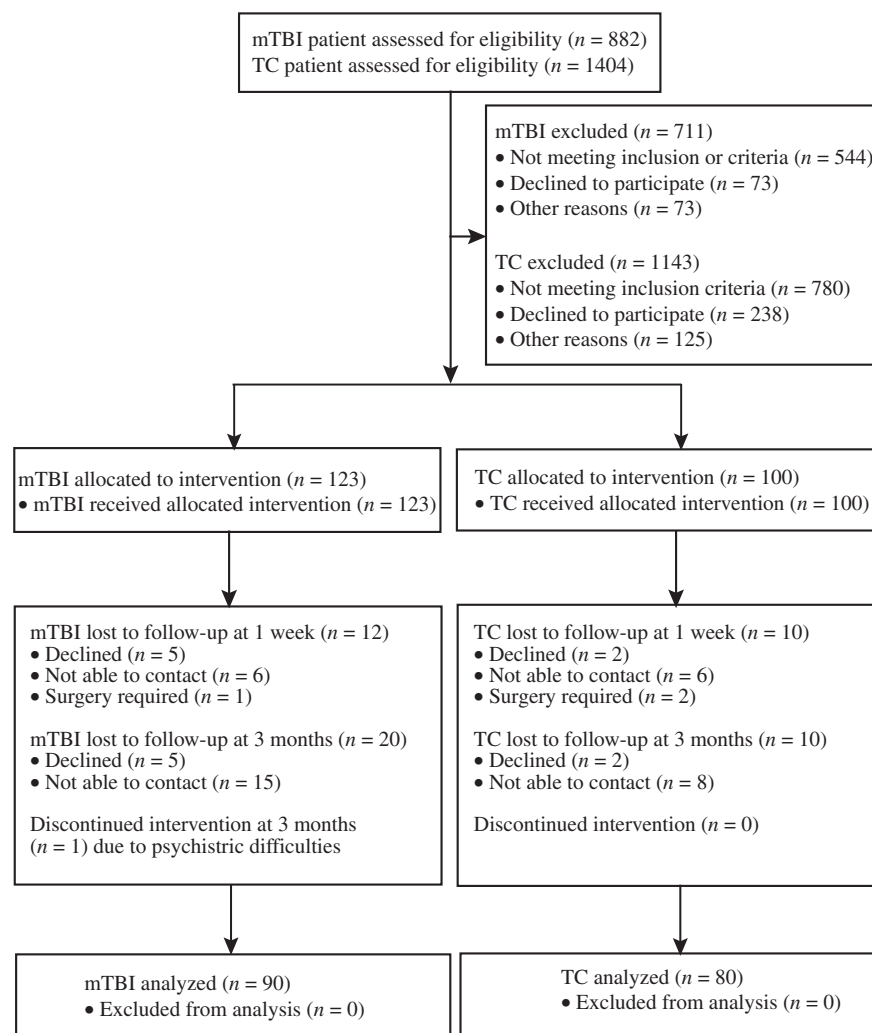 mTBI patient assessed for eligibility (n = 882)
TC patient assessed for eligibility (n = 1404)
mTBI excluded (n = 711)
• Not meeting inclusion or criteria (n = 544)
• Declined to participate (n = 73)
• Other reasons (n = 73)
TC excluded (n = 1143)
• Not meeting inclusion criteria (n = 780)
• Declined to participate (n = 238)
• Other reasons (n = 125)
mTBI allocated to intervention (n = 123)
• mTBI received allocated intervention (n = 123)
TC allocated to intervention (n = 100)
• TC received allocated intervention (n = 100)
mTBI lost to follow-up at 1 week (n = 12)
• Declined (n = 5)
• Not able to contact (n = 6)
• Surgery required (n = 1)
mTBI lost to follow-up at 3 months (n = 20)
• Declined (n = 5)
• Not able to contact (n = 15)
Discontinued intervention at 3 months
(n = 1) due to psychistric difficulties
TC lost to follow-up at 1 week (n = 10)
• Declined (n = 2)
• Not able to contact (n = 6)
• Surgery required (n = 2)
TC lost to follow-up at 3 months (n = 10)
• Declined (n = 2)
• Not able to contact (n = 8)
Discontinued intervention (n = 0)
mTBI analyzed (n = 90)
• Excluded from analysis (n = 0)
TC analyzed (n = 80)
• Excluded from analysis (n = 0)